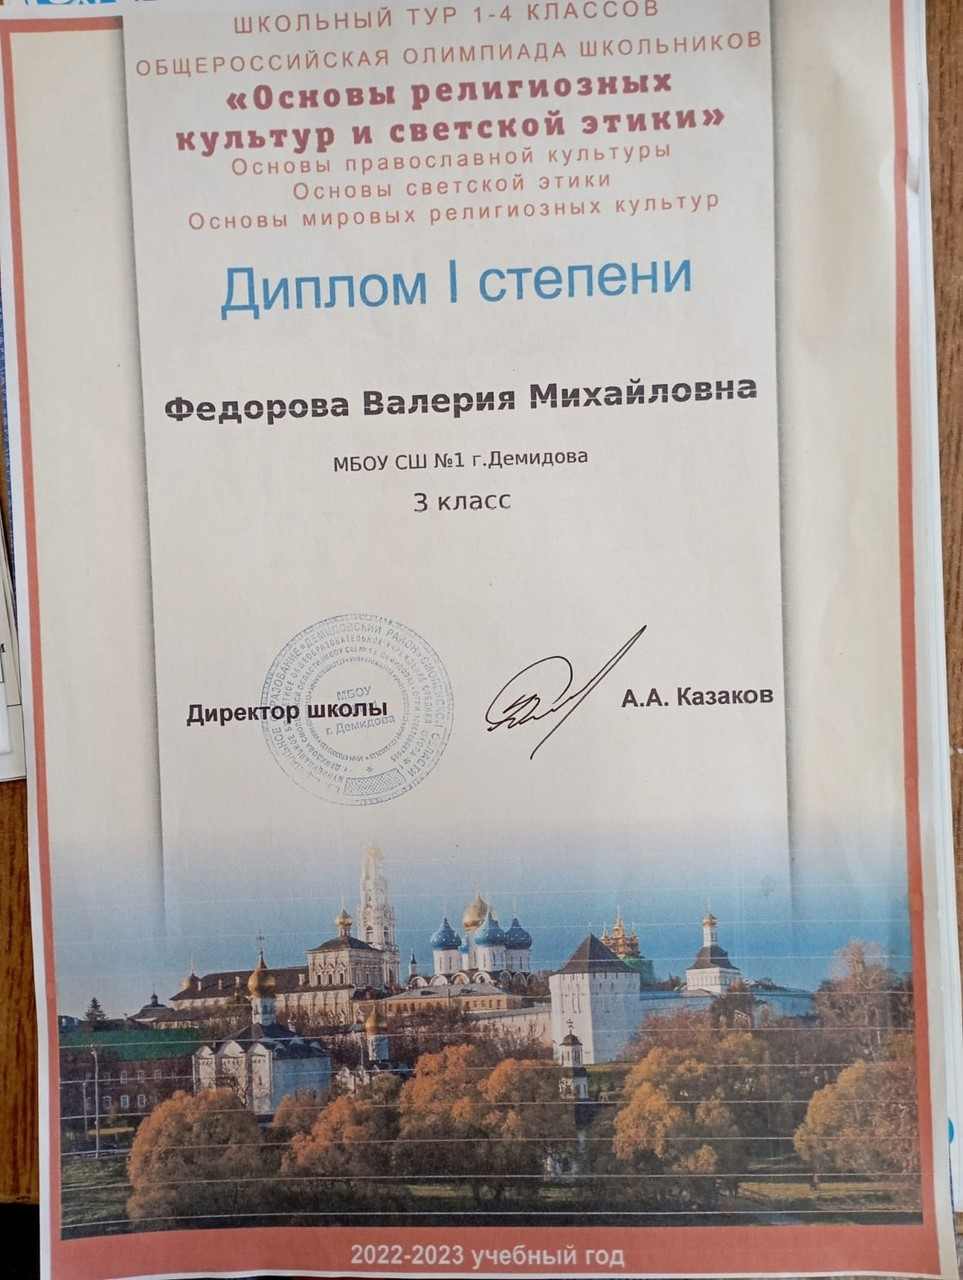 ШКОЛЬНЫЙ ТУР 1-4 КЛАССОВ
ОБЩЕРОССИЙСКАЯ ОЛИМПИАДА ШКОЛЬНИКОВ
«Основы религиозных
культур и светской этики»
Основы православной культуры
Основы светской этики
Основы мировых религиозных культур
Диплом I степени
Федорова Валерия Михайловна
МБОУ СШ №1 г.Демидова
3 класс
Директор школы
МБОУ
г. Демидова
А.А. Казаков
2022-2023 учебный год